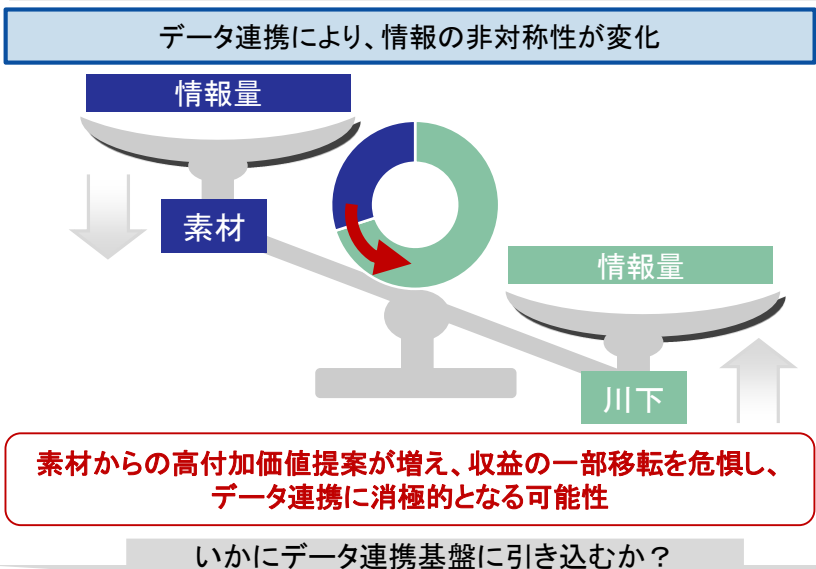 データ連携により、情報の非対称性が変化
情報量
素材
情報量
川下
素材からの高付加価値提案が増え、収益の一部移転を危惧し、
データ連携に消極的となる可能性
いかにデータ連携基盤に引き込むか？